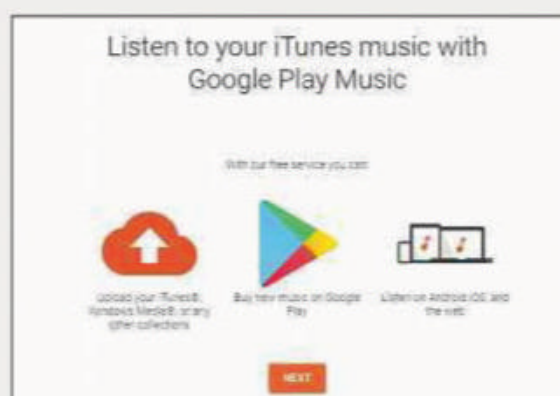 Listen to your iTunes music with
Google Play Music
With our free service you can:
Upload your iTunes®,
Windows Media®, or any
other collections
Buy new music on Google
Play
Listen on Android, iOS, and
the web
NEXT